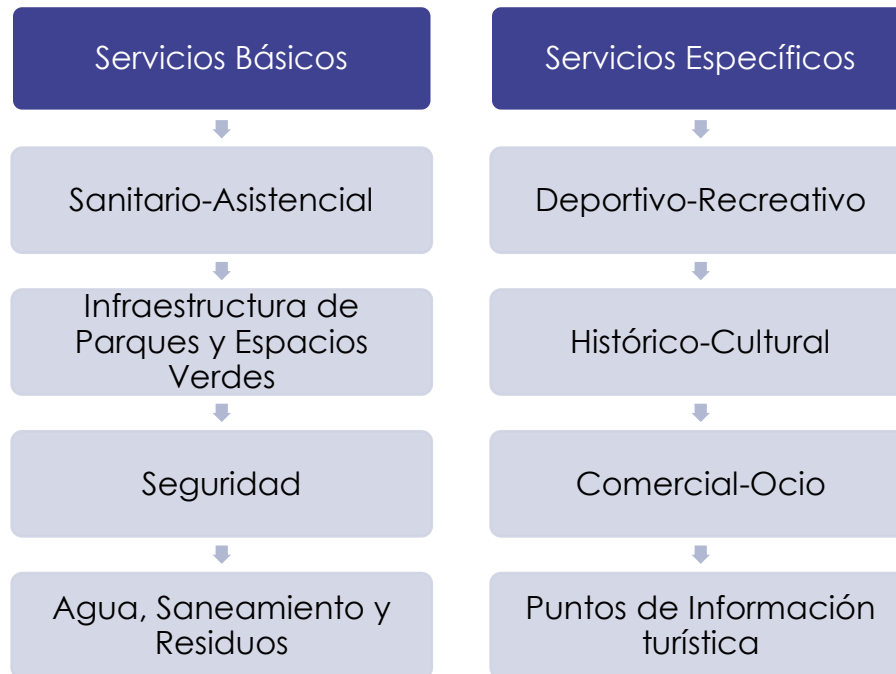 Servicios Básicos
Sanitario-Asistencial
Infraestructura de
Parques y Espacios
Verdes
Seguridad
Agua, Saneamiento y
Residuos
Servicios Específicos
Deportivo-Recreativo
Histórico-Cultural
Comercial-Ocio
Puntos de Información
turística